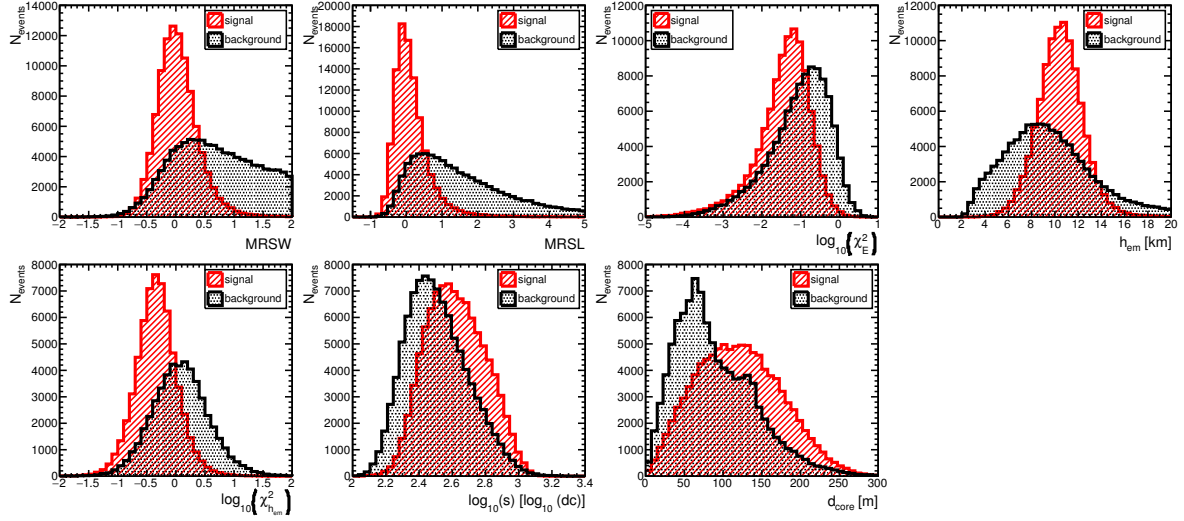 N_events
14000
12000
10000
8000
6000
4000
2000
0
signal
background
−2 −1.5 −1 −0.5 0 0.5 1 1.5 2
MRSW
N_events
20000
18000
16000
14000
12000
10000
8000
6000
4000
2000
0
signal
background
−1 0 1 2 3 4 5
MRSL
N_events
12000
10000
8000
6000
4000
2000
0
signal
background
−5 −4 −3 −2 −1 0 1
log₁₀(χ²_E)
N_events
12000
10000
8000
6000
4000
2000
0
signal
background
0 2 4 6 8 10 12 14 16 18 20
h_em [km]
N_events
8000
7000
6000
5000
4000
3000
2000
1000
0
signal
background
−2 −1.5 −1 −0.5 0 0.5 1 1.5 2
log₁₀(χ²_h_em)
N_events
8000
7000
6000
5000
4000
3000
2000
1000
0
signal
background
2 2.2 2.4 2.6 2.8 3 3.2 3.4
log₁₀(s) [log₁₀ (dc)]
N_events
8000
7000
6000
5000
4000
3000
2000
1000
0
signal
background
0 50 100 150 200 250 300
d_core [m]